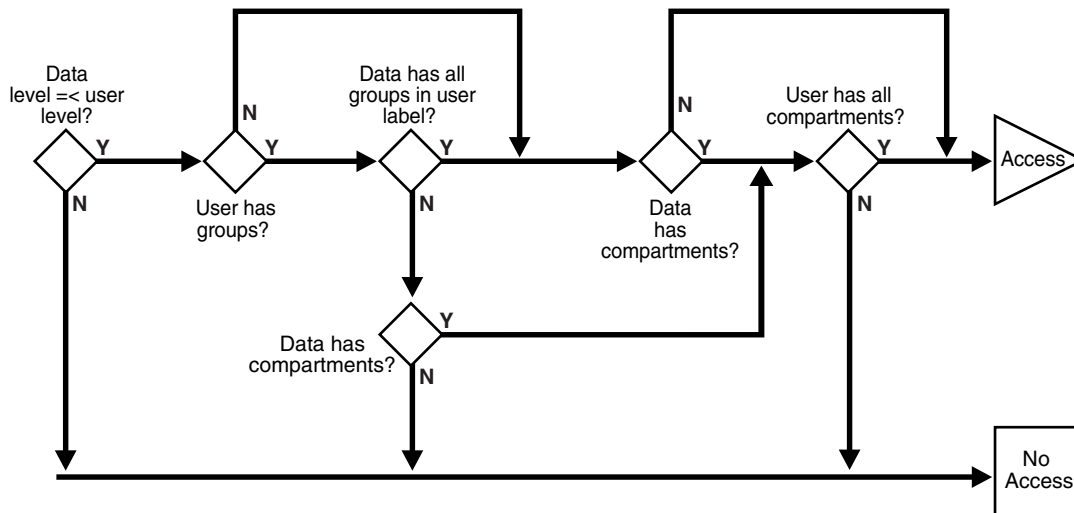 Data
level =< user
level?
Y
N
N
Y
User has
groups?
Data has all
groups in user
label?
Y
N
Data has
compartments?
Y
N
N
Y
Data
has
compartments?
User has all
compartments?
Y
N
Access
No
Access